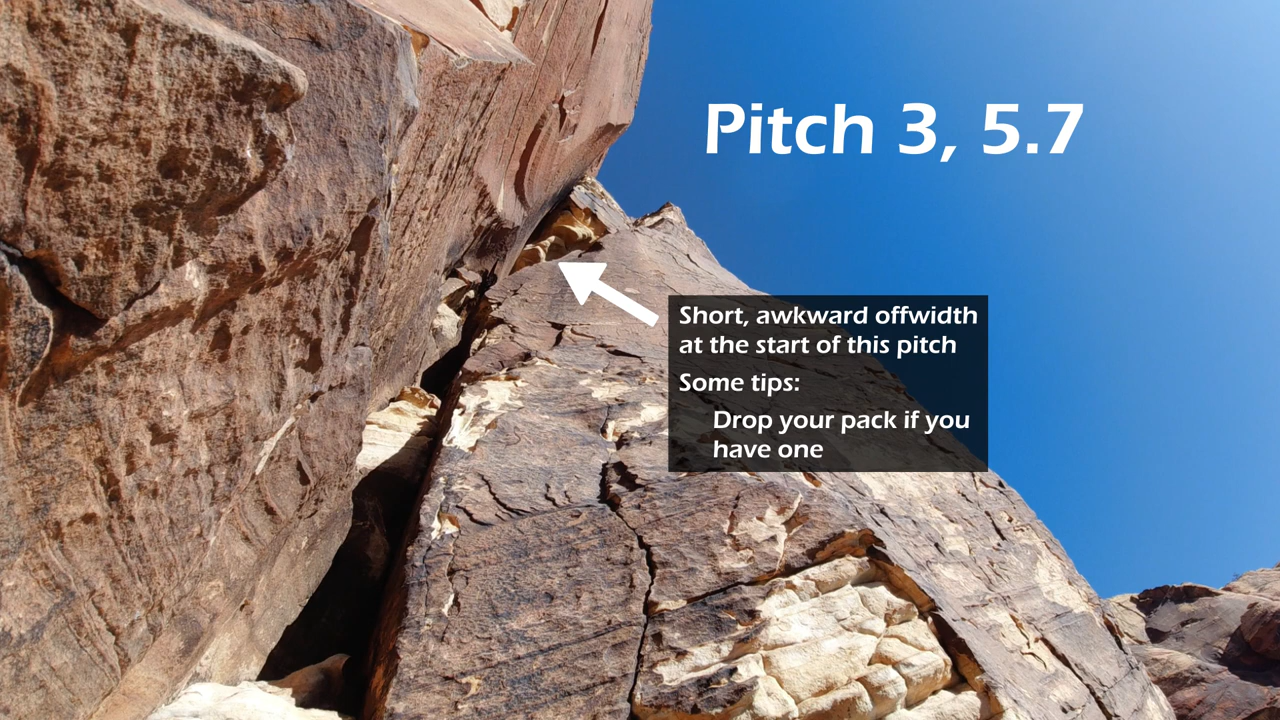 Pitch 3, 5.7
Short, awkward offwidth
at the start of this pitch
Some tips:
Drop your pack if you
have one